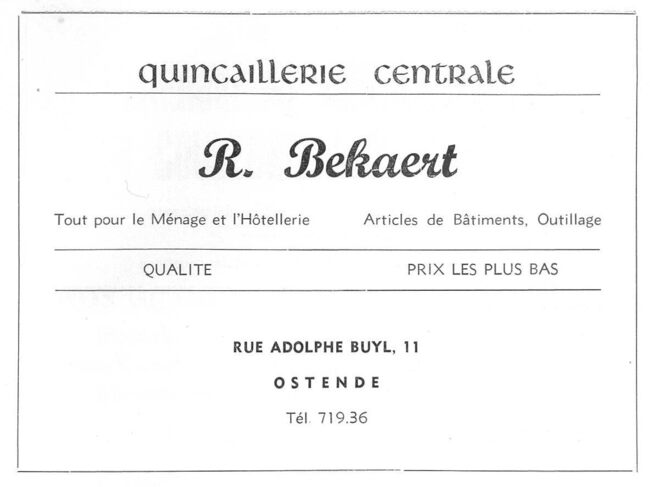 QUINCAILLERIE CENTRALE
R. Bekaert
Tout pour le Ménage et l'Hôtellerie    Articles de Bâtiments, Outillage
QUALITE    PRIX LES PLUS BAS
RUE ADOLPHE BUYL, 11
OSTENDE
Tél. 719.36